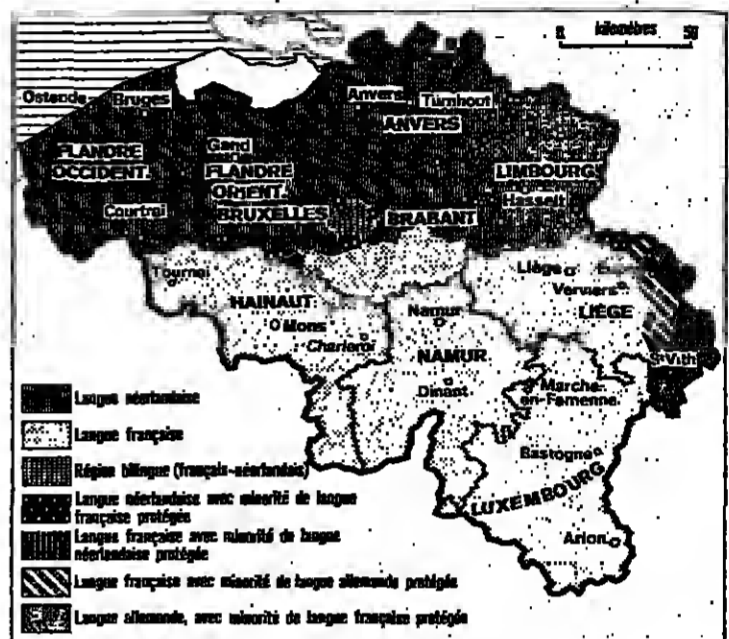 kilomètres
0 50
Ostende
Bruges
Anvers
Turnhout
ANVERS
Gand
FLANDRE
OCCIDENT.
FLANDRE
ORIENT.
LIMBOURG
Hasselt
Courtrai
BRUXELLES
BRABANT
Tournai
Liège
Verviers
LIÈGE
HAINAUT
Mons
Charleroi
Namur
NAMUR
St Vith
Dinant
Marche-
en-Famenne
Bastogne
LUXEMBOURG
Arlon
Langue néerlandaise
Langue française
Région bilingue (français-néerlandais)
Langue néerlandaise avec minorité de langue
française protégée
Langue française avec minorité de langue
néerlandaise protégée
Langue française avec minorité de langue allemande protégée
Langue allemande, avec minorité de langue française protégée